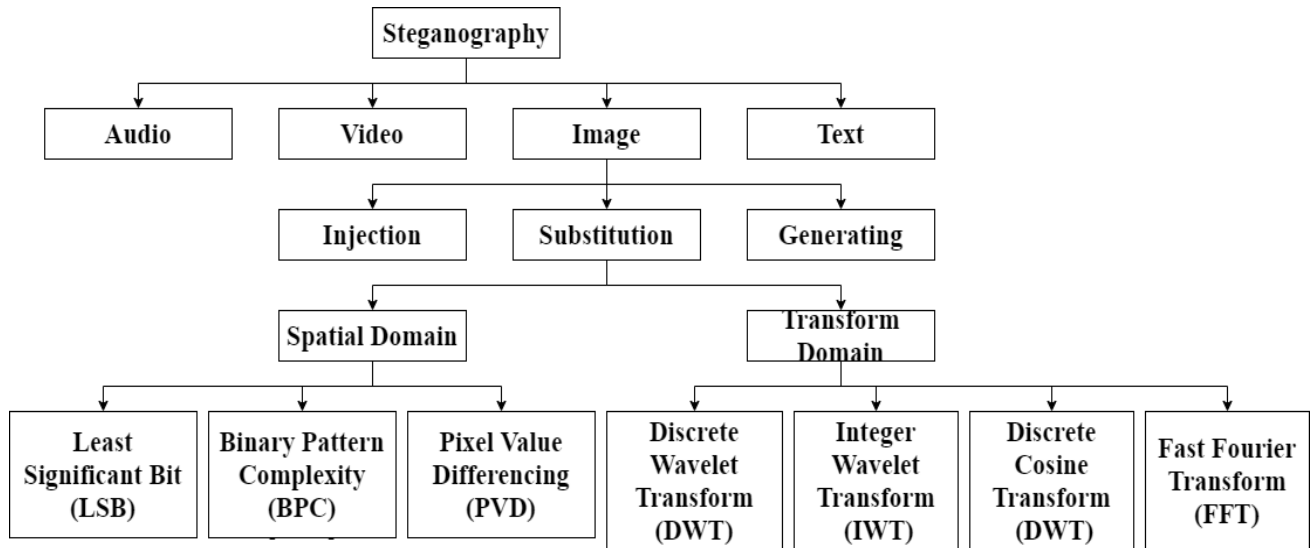 Steganography
Audio
Video
Image
Text
Injection
Substitution
Generating
Spatial Domain
Transform
Domain
Least
Significant Bit
(LSB)
Binary Pattern
Complexity
(BPC)
Pixel Value
Differencing
(PVD)
Discrete
Wavelet
Transform
(DWT)
Integer
Wavelet
Transform
(IWT)
Discrete
Cosine
Transform
(DWT)
Fast Fourier
Transform
(FFT)